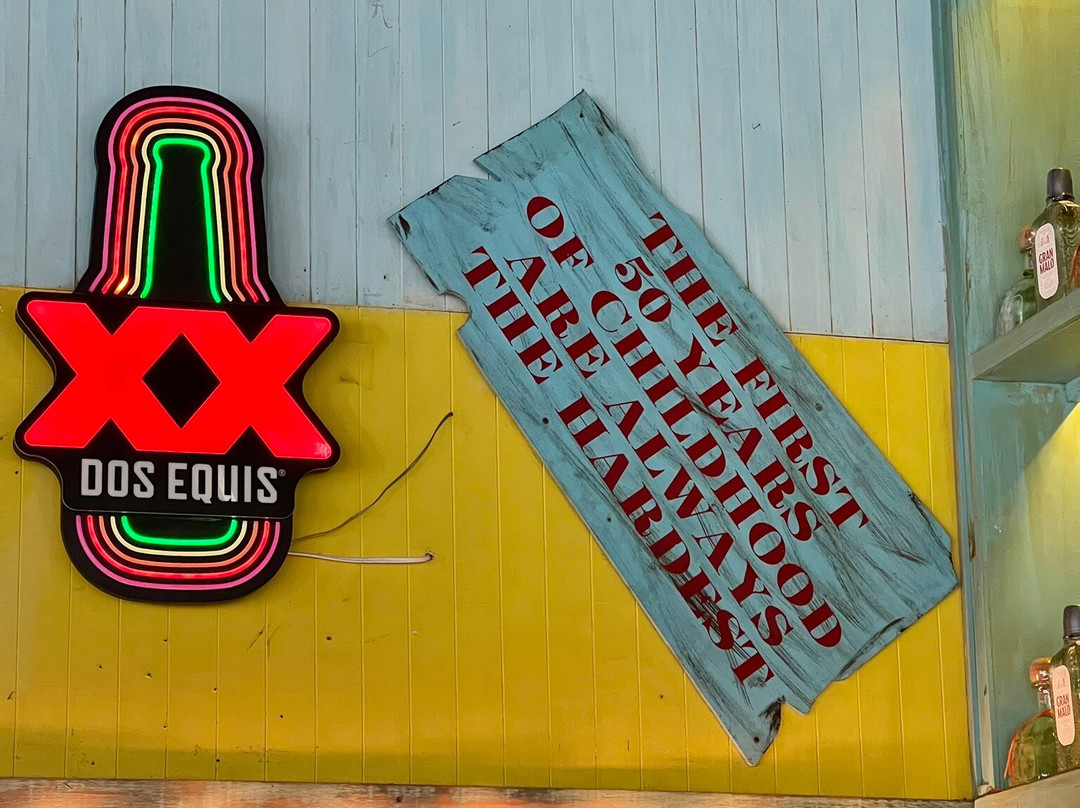 XX
DOS EQUIS®
THE FIRST
50 YEARS
OF CHILDHOOD
ARE ALWAYS
THE HARDEST
GRAN
MALO
GRAN
MALO